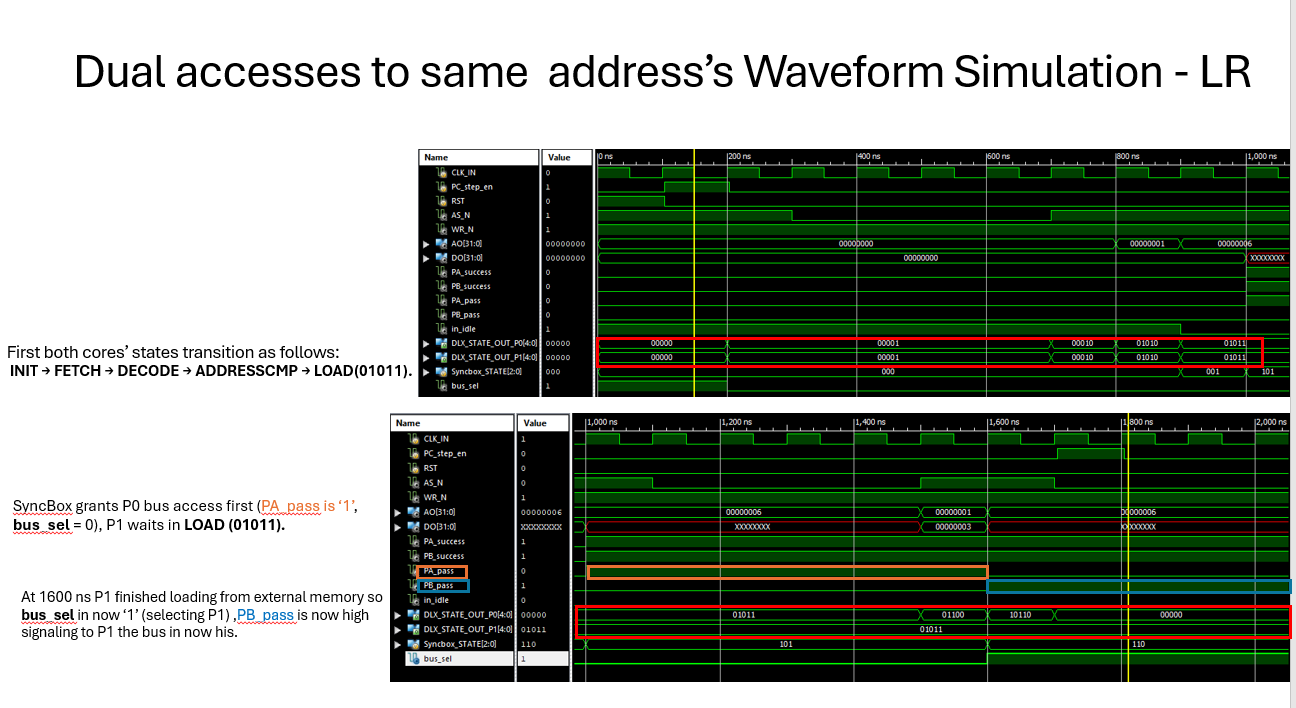 Dual accesses to same address’s Waveform Simulation - LR
Name Value 0 ns 200 ns 400 ns 600 ns 800 ns 1,000 ns
CLK_IN 0
PC_step_en 1
RST 0
AS_N 1
WR_N 1
AO[31:0] 00000000 00000000 00000001 00000006
DO[31:0] 00000000 00000000 XXXXXXXX
PA_success 0
PB_success 0
PA_pass 0
PB_pass 0
in_idle 1
DLX_STATE_OUT_P0[4:0] 00000 00000 00001 00010 01010 01011
DLX_STATE_OUT_P1[4:0] 00000 00000 00001 00010 01010 01011
Syncbox_STATE[2:0] 000 000 001 101
bus_sel 1
First both cores’ states transition as follows:
INIT → FETCH → DECODE → ADDRESSCMP → LOAD(01011).
Name Value 1,000 ns 1,200 ns 1,400 ns 1,600 ns 1,800 ns 2,000 ns
CLK_IN 1
PC_step_en 0
RST 0
AS_N 0
WR_N 1
AO[31:0] 00000006 00000006 00000001 00000006
DO[31:0] XXXXXXXX XXXXXXXX 00000003 XXXXXXXX
PA_success 1
PB_success 1
PA_pass 0
PB_pass 1
in_idle 0
DLX_STATE_OUT_P0[4:0] 00000 01011 01100 10110 00000
DLX_STATE_OUT_P1[4:0] 01011 01011
Syncbox_STATE[2:0] 110 101 110
bus_sel 1
SyncBox grants P0 bus access first (PA_pass is ‘1’,
bus_sel = 0), P1 waits in LOAD (01011).
At 1600 ns P1 finished loading from external memory so
bus_sel in now ‘1’ (selecting P1) ,PB_pass is now high
signaling to P1 the bus in now his.